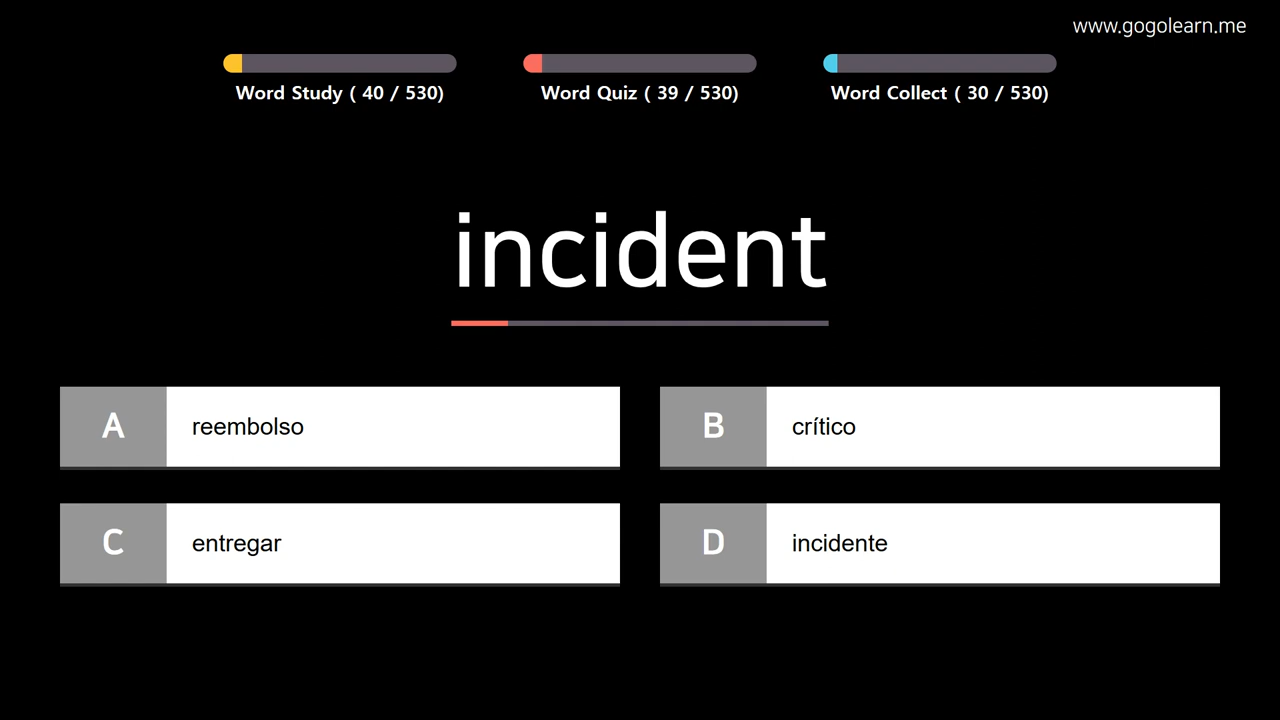 www.gogolearn.me
Word Study ( 40 / 530)
Word Quiz ( 39 / 530)
Word Collect ( 30 / 530)
incident
A reembolso
B crítico
C entregar
D incidente